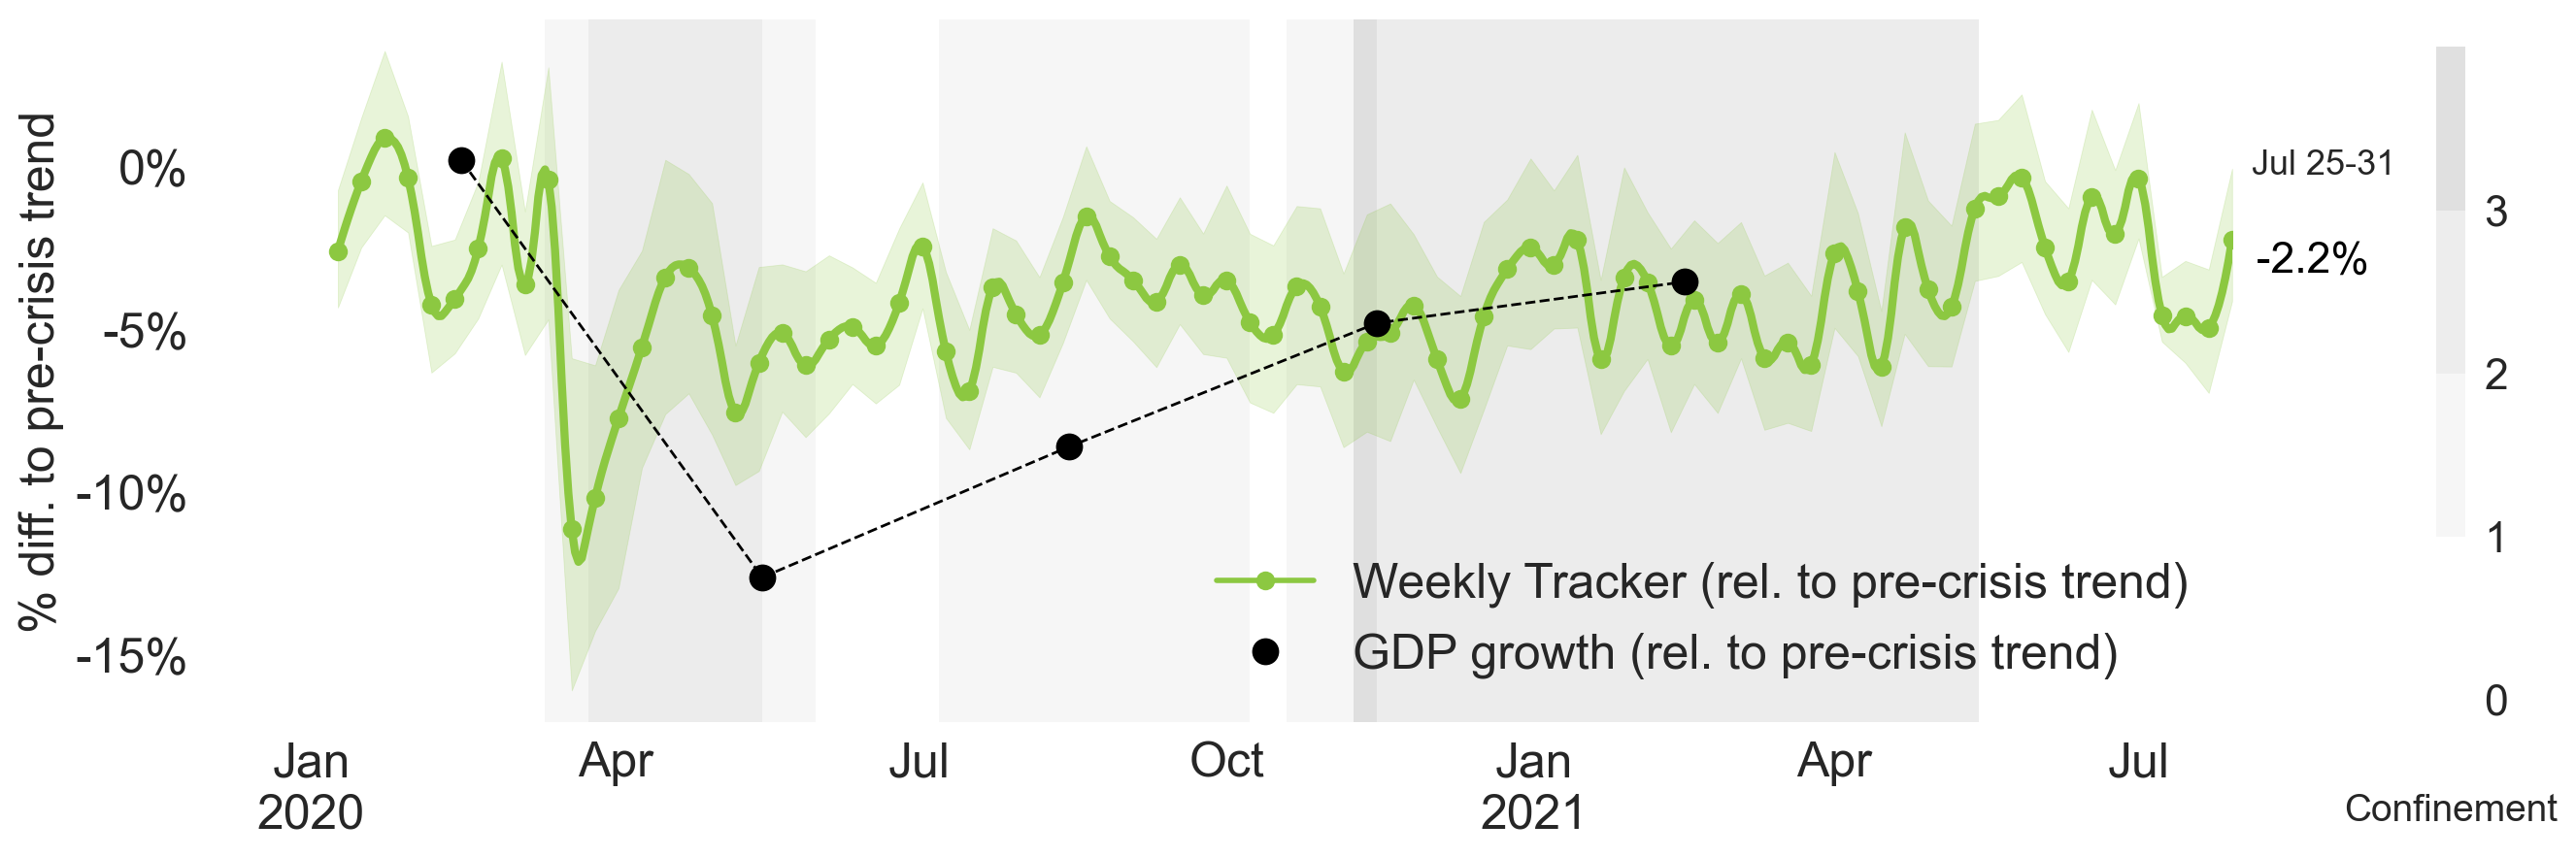 % diff. to pre-crisis trend
0%
-5%
-10%
-15%
Jan
2020
Apr
Jul
Oct
Jan
2021
Apr
Jul
Weekly Tracker (rel. to pre-crisis trend)
GDP growth (rel. to pre-crisis trend)
Jul 25-31
-2.2%
3
2
1
0
Confinement